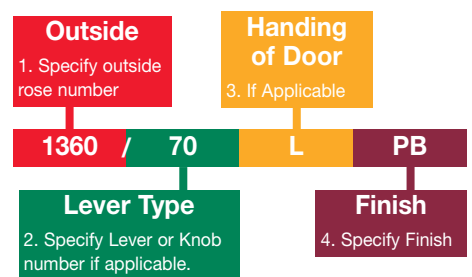 Outside
1. Specify outside
rose number
Handing
of Door
3. If Applicable
1360 / 70 L PB
Lever Type
2. Specify Lever or Knob
number if applicable.
Finish
4. Specify Finish